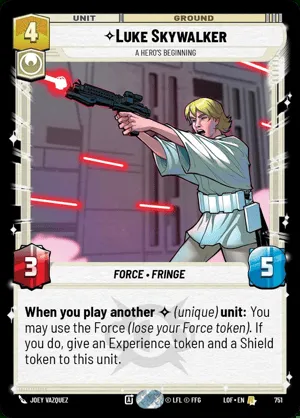 UNIT GROUND
4
✧LUKE SKYWALKER
A HERO'S BEGINNING
3
5
FORCE • FRINGE
When you play another ✧ (unique) unit: You
may use the Force (lose your Force token). If
you do, give an Experience token and a Shield
token to this unit.
JOEY VAZQUEZ © LFL © FFG LOF • EN 751